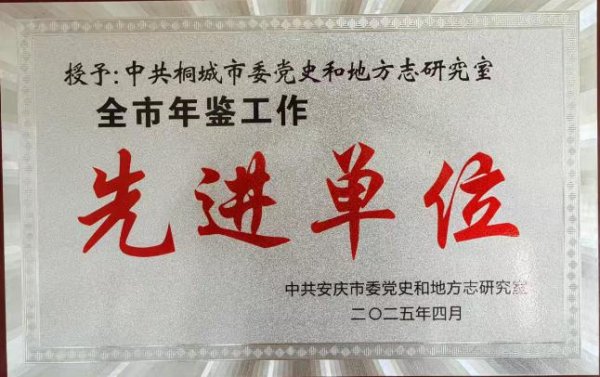 授予:中共桐城市委党史和地方志研究室
全市年鉴工作
先进单位
中共安庆市委党史和地方志研究室
二〇二五年四月